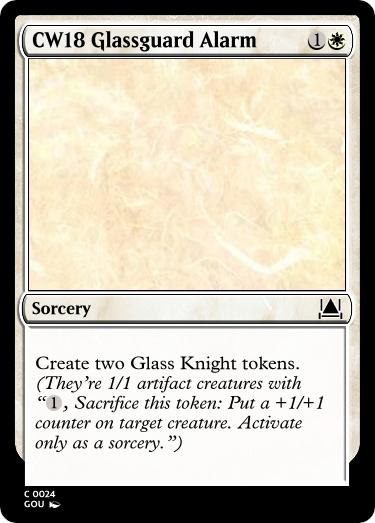 CW18 Glassguard Alarm 1
Sorcery
Create two Glass Knight tokens.
(They're 1/1 artifact creatures with
“1, Sacrifice this token: Put a +1/+1
counter on target creature. Activate
only as a sorcery.”)
C 0024
GOU